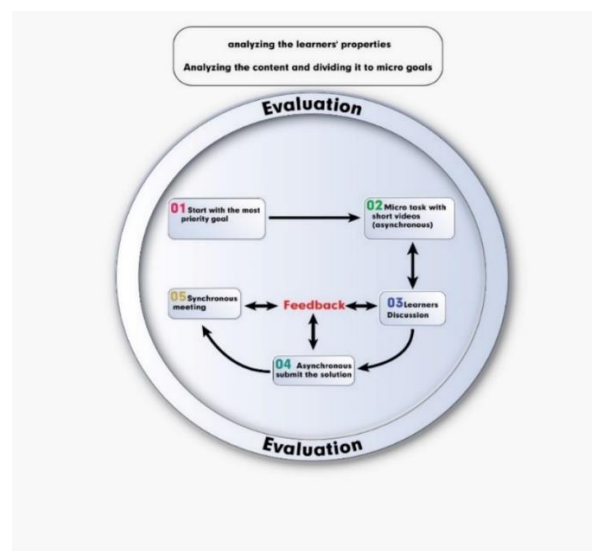 analyzing the learners' properties
Analyzing the content and dividing it to micro goals
Evaluation
01 Start with the most
priority goal
02 Micro task with
short videos
(asynchronous)
05 Synchronous
meeting
Feedback
03 Learners
Discussion
04 Asynchronous
submit the solution
Evaluation